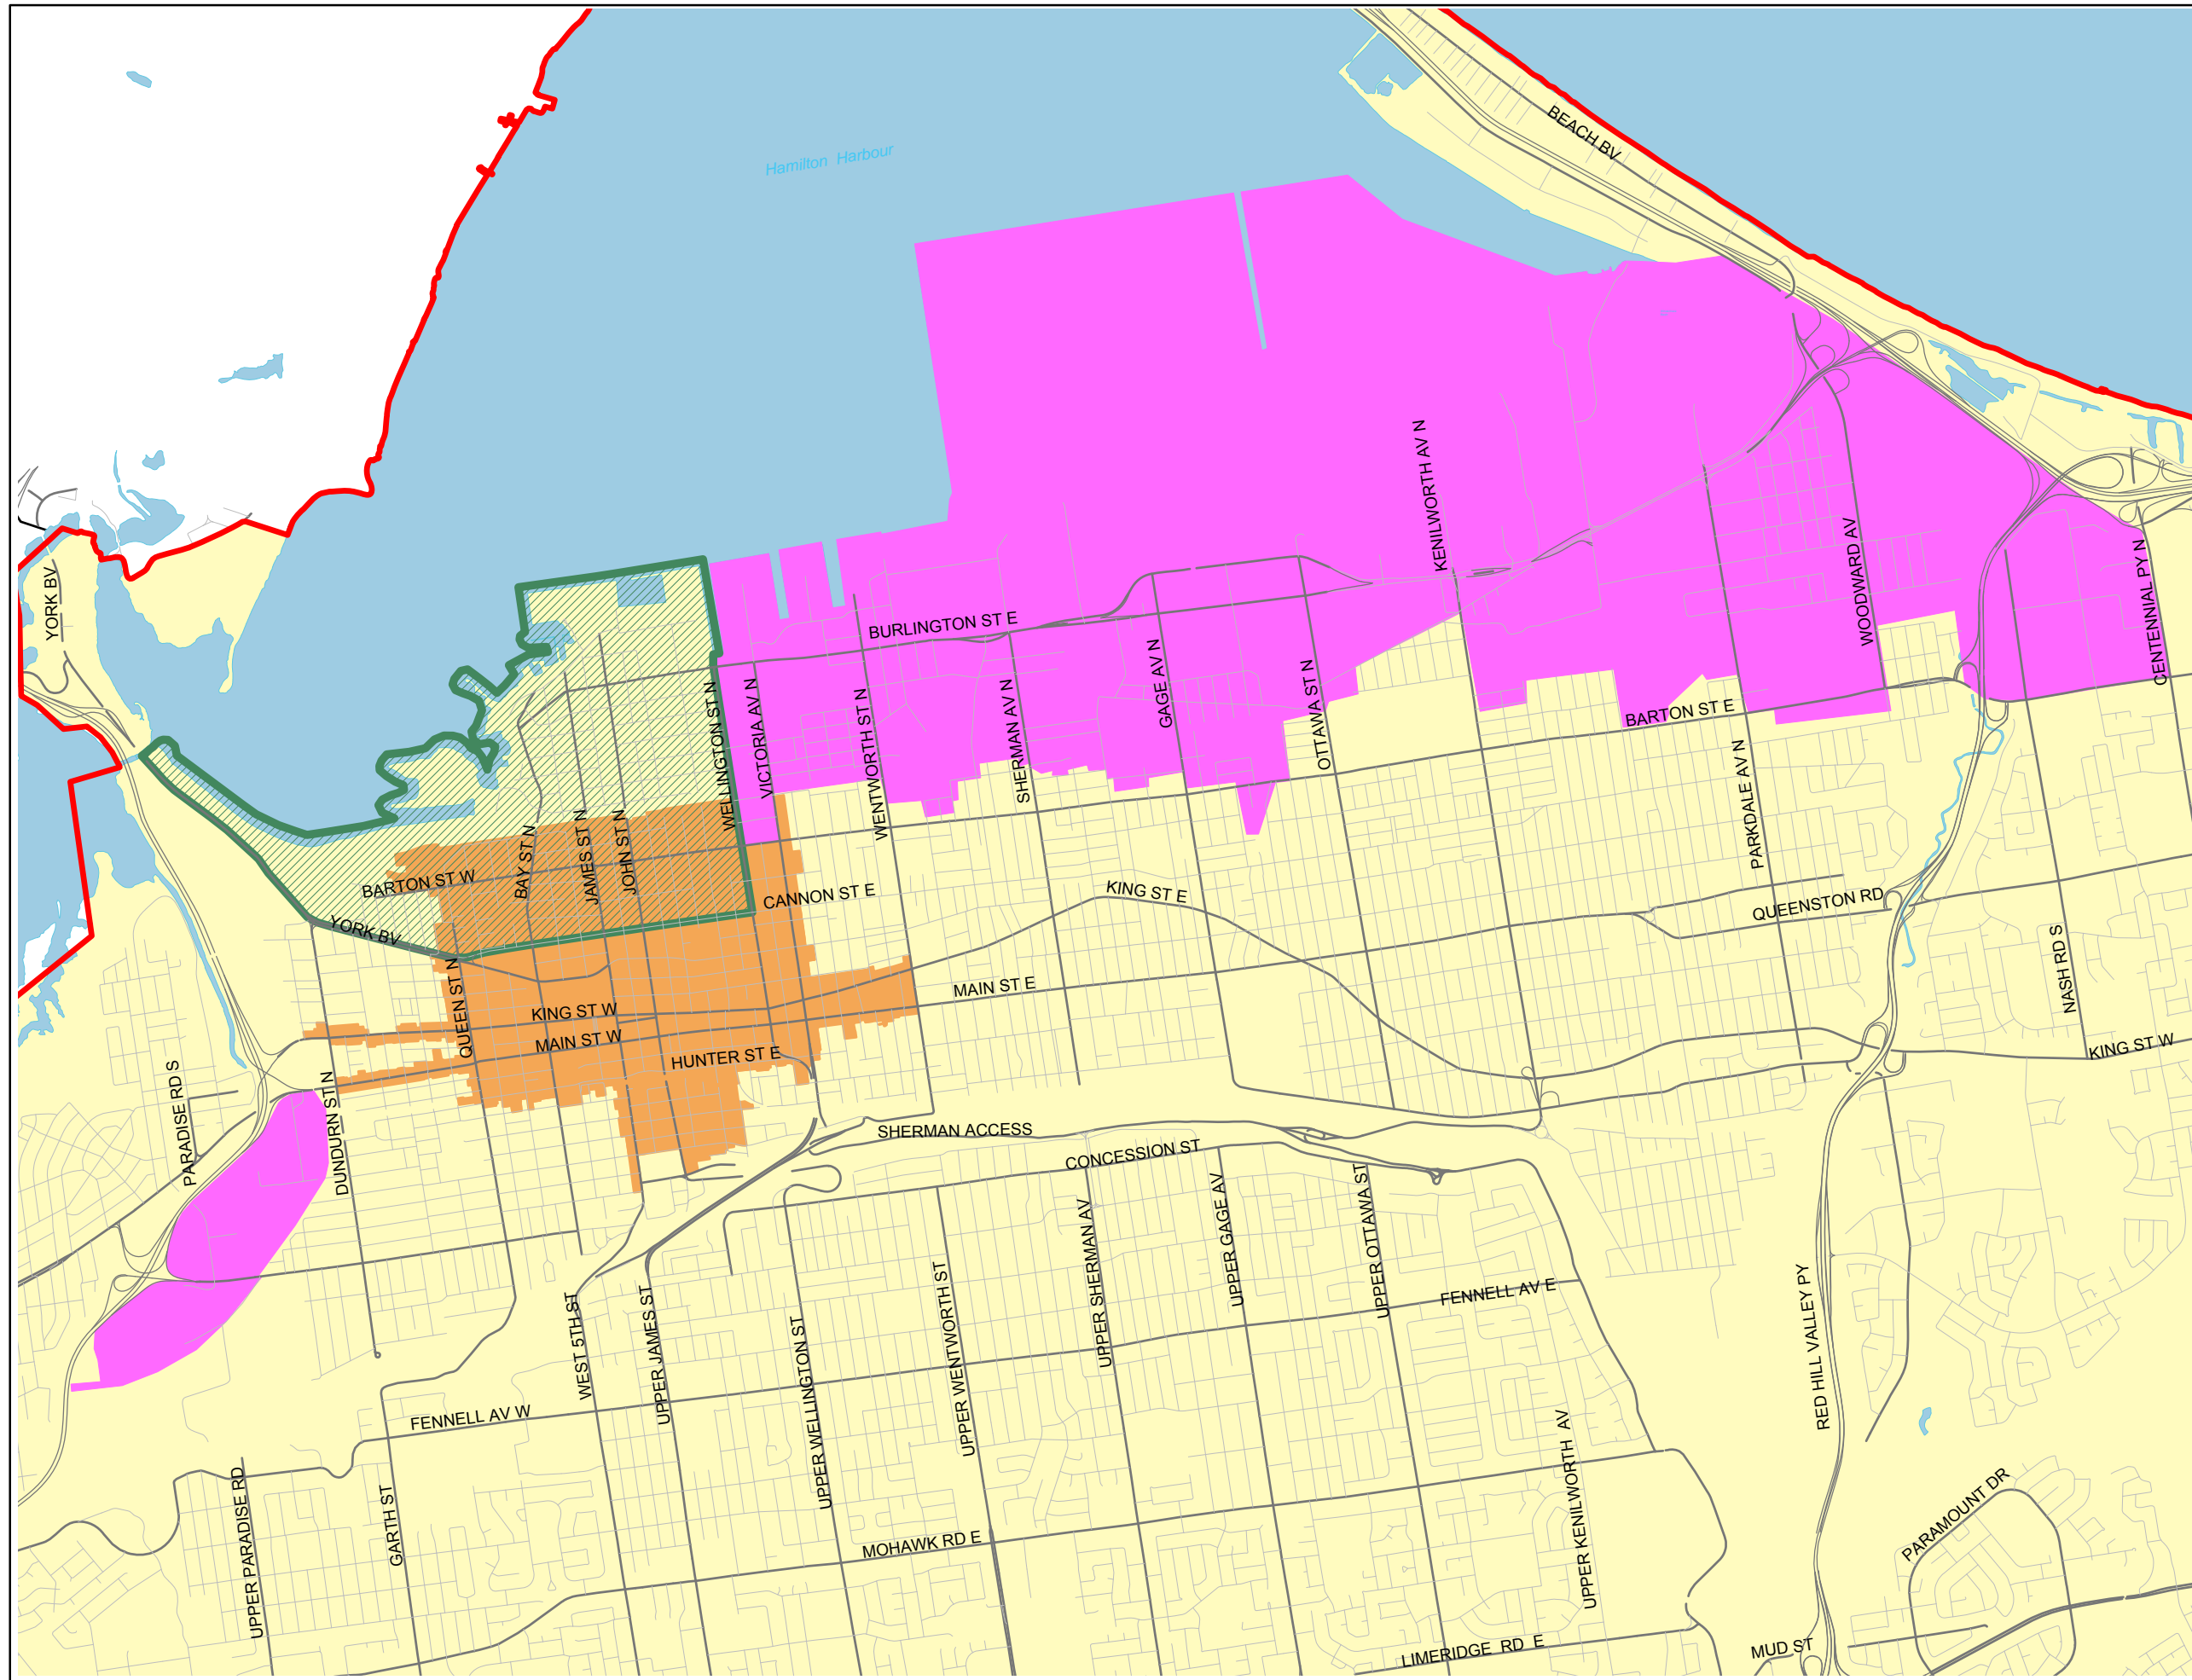 BEACH BV
Hamilton Harbour
KENILWORTH AV N
YORK BV
WOODWARD AV
CENTENNIAL PY N
BURLINGTON ST E
GAGE AV N
OTTAWA ST N
WELLINGTON ST N
VICTORIA AV N
WENTWORTH ST N
SHERMAN AV N
BARTON ST E
PARKDALE AV N
BAY ST N
JAMES ST N
JOHN ST N
BARTON ST W
CANNON ST E
KING ST E
QUEENSTON RD
YORK BV
NASH RD S
QUEEN ST N
MAIN ST E
KING ST W
MAIN ST W
HUNTER ST E
KING ST W
PARADISE RD S
DUNDURN ST N
SHERMAN ACCESS
CONCESSION ST
UPPER GAGE AV
UPPER OTTAWA ST
UPPER SHERMAN AV
FENNELL AV E
RED HILL VALLEY PY
WEST 5TH ST
UPPER JAMES ST
UPPER WELLINGTON ST
UPPER WENTWORTH ST
FENNELL AV W
UPPER KENILWORTH AV
UPPER PARADISE RD
GARTH ST
MOHAWK RD E
PARAMOUNT DR
LIMERIDGE RD E
MUD ST